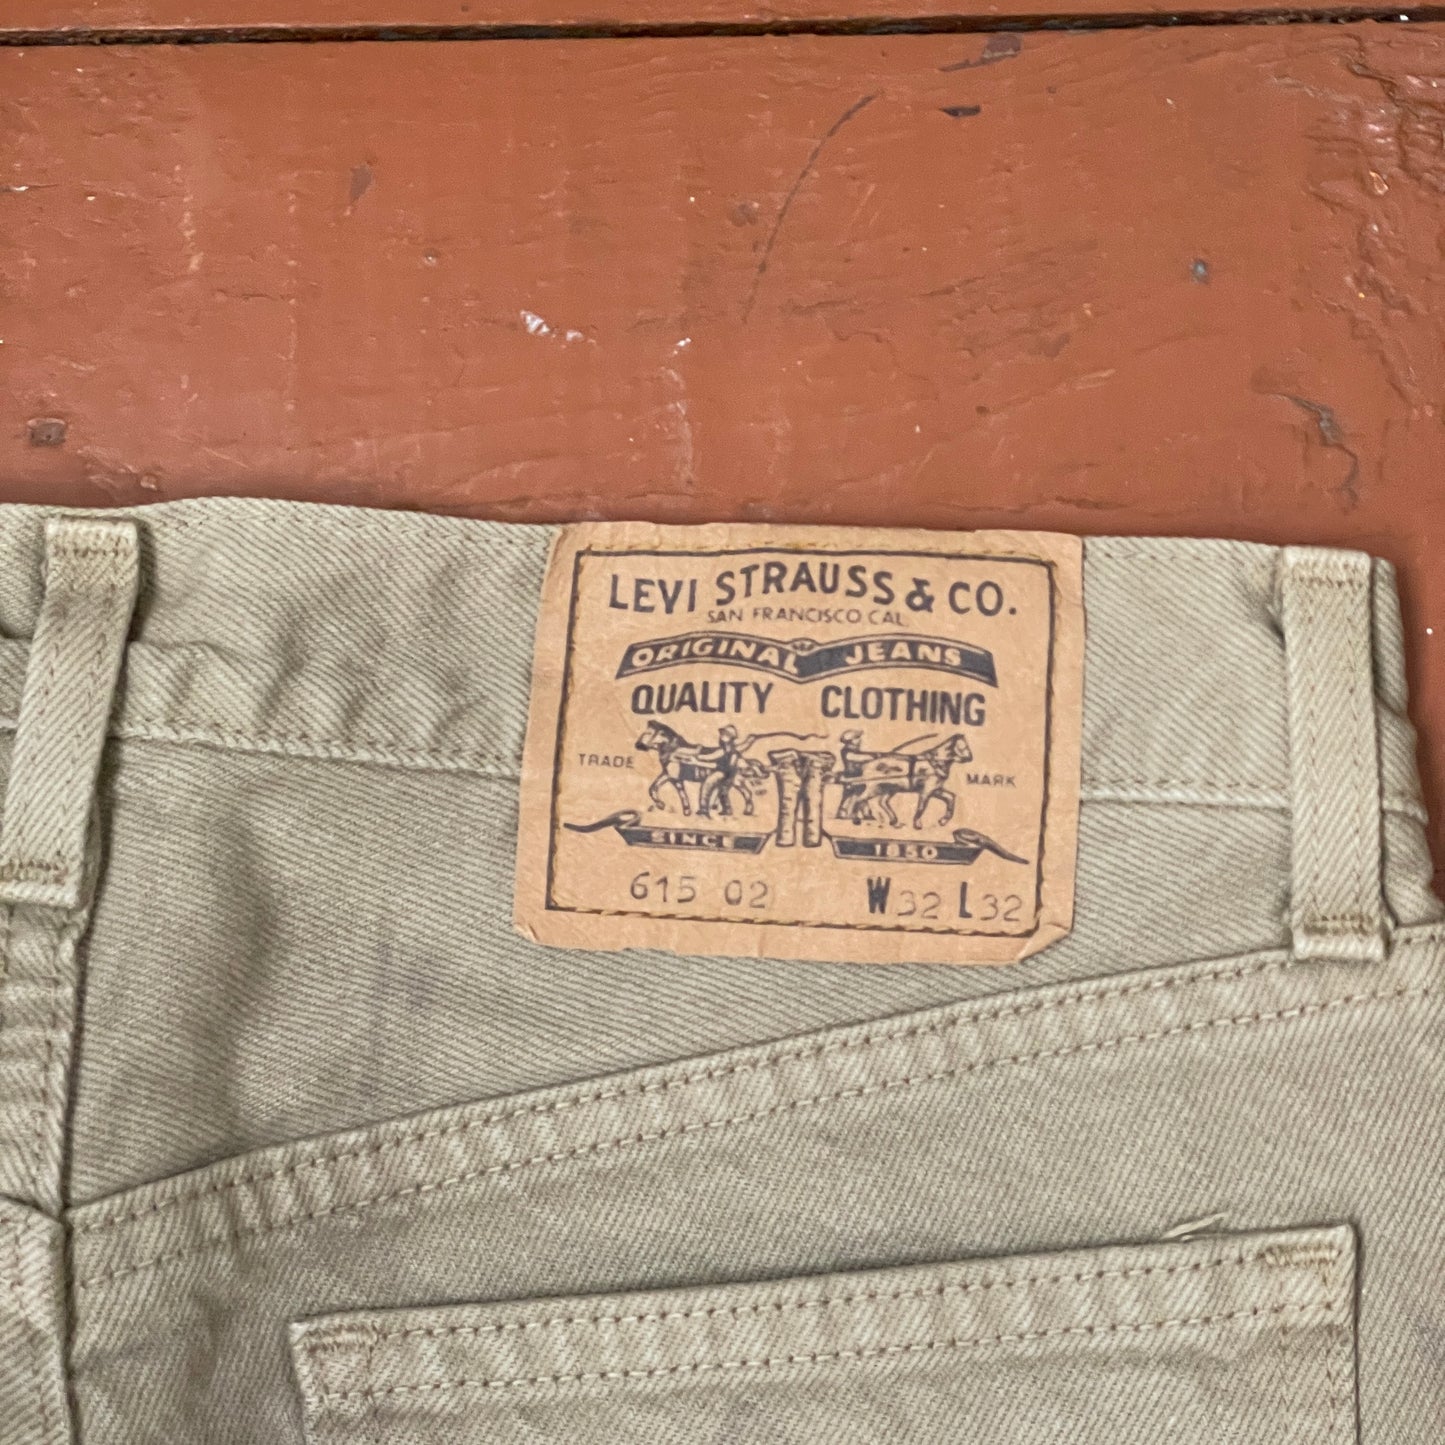 LEVI STRAUSS & CO.
SAN FRANCISCO CAL.
ORIGINAL JEANS
QUALITY CLOTHING
TRADE MARK
SINCE 1850
615 02 W32 L32